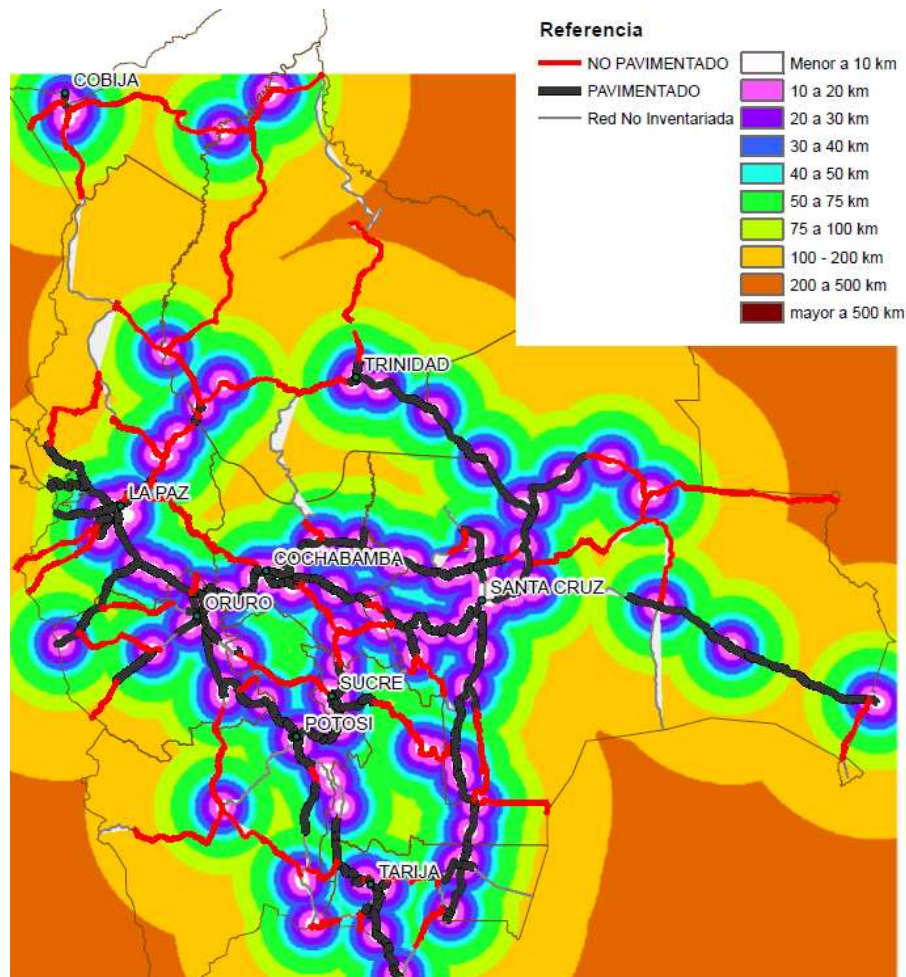 Referencia
NO PAVIMENTADO
PAVIMENTADO
Red No Inventariada
Menor a 10 km
10 a 20 km
20 a 30 km
30 a 40 km
40 a 50 km
50 a 75 km
75 a 100 km
100 - 200 km
200 a 500 km
mayor a 500 km
COBIJA
TRINIDAD
LA PAZ
COCHABAMBA
SANTA CRUZ
ORURO
SUCRE
POTOSI
TARIJA